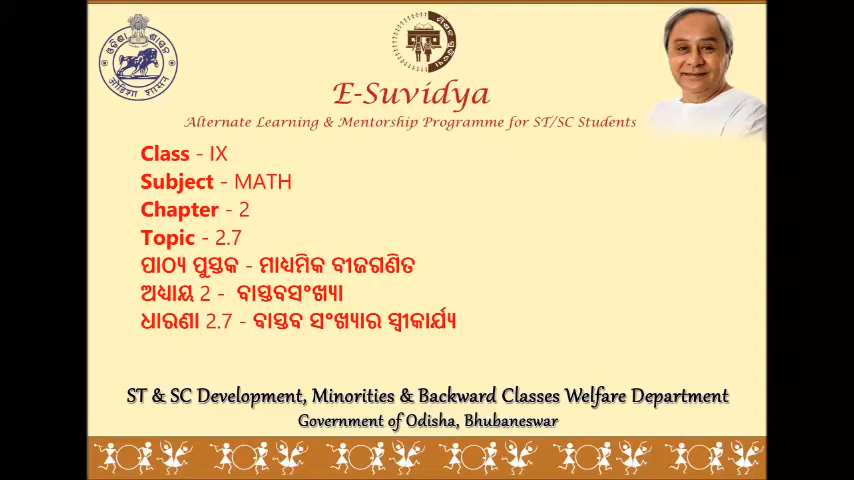 E-Suvidya
Alternate Learning & Mentorship Programme for ST/SC Students
Class - IX
Subject - MATH
Chapter - 2
Topic - 2.7
ପାଠ୍ୟ ପୁସ୍ତକ - ମାଧ୍ୟମିକ ବୀଜଗଣିତ
ଅଧ୍ୟାୟ 2 - ବାସ୍ତବସଂଖ୍ୟା
ଧାରଣା 2.7 - ବାସ୍ତବ ସଂଖ୍ୟାର ସ୍ୱୀକାର୍ଯ୍ୟ
ST & SC Development, Minorities & Backward Classes Welfare Department
Government of Odisha, Bhubaneswar